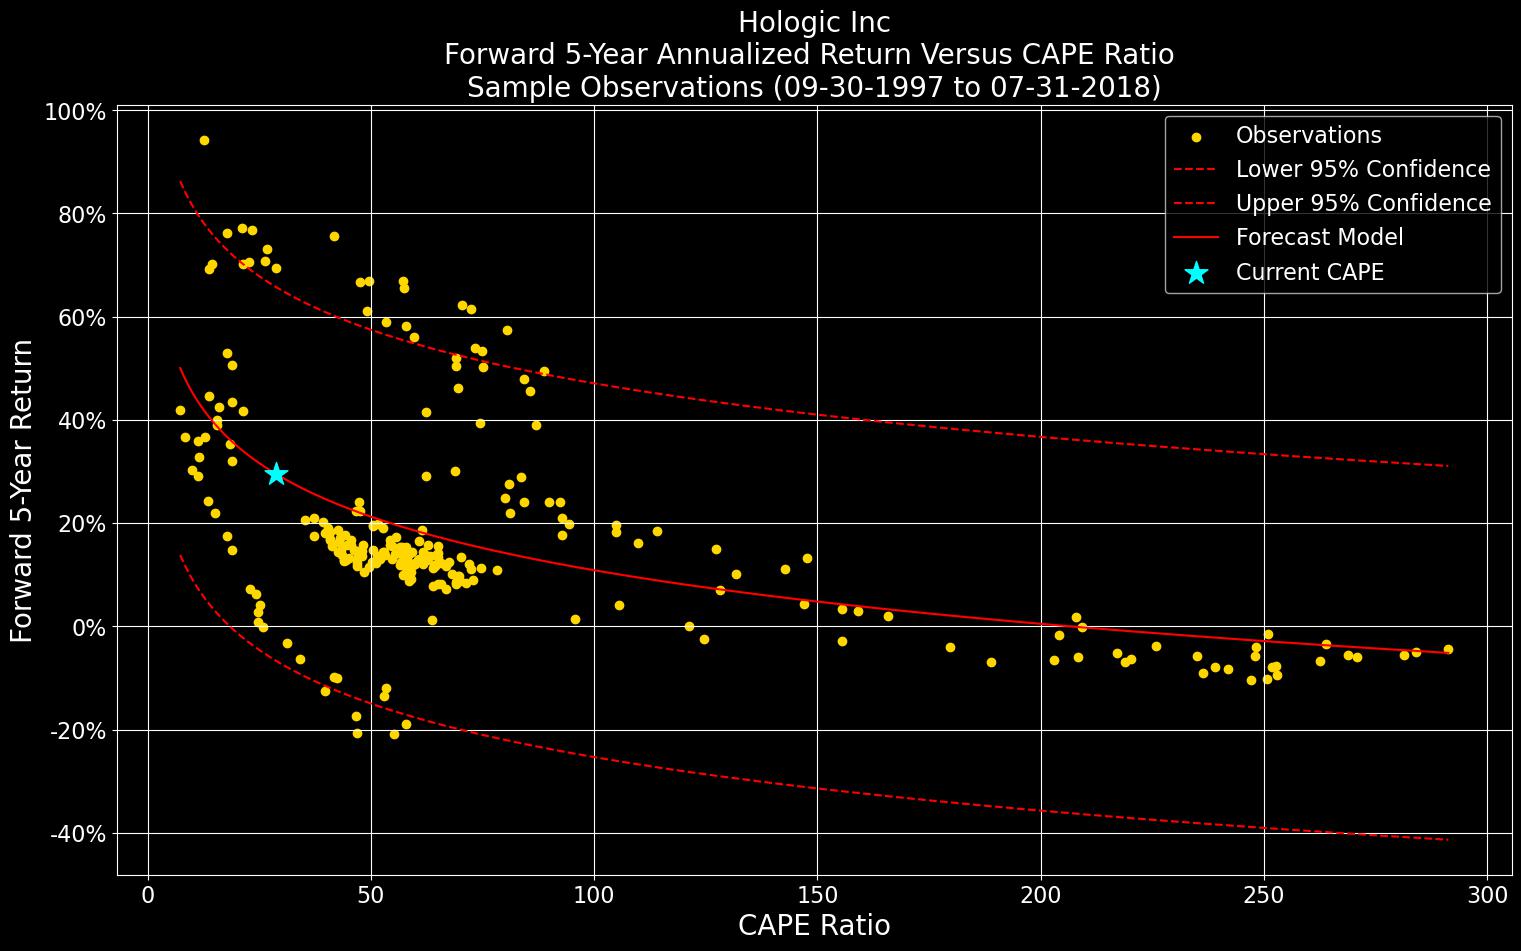 Hologic Inc
Forward 5-Year Annualized Return Versus CAPE Ratio
Sample Observations (09-30-1997 to 07-31-2018)
Observations
Lower 95% Confidence
Upper 95% Confidence
Forecast Model
Current CAPE
Forward 5-Year Return
100%
80%
60%
40%
20%
0%
-20%
-40%
0 50 100 150 200 250 300
CAPE Ratio